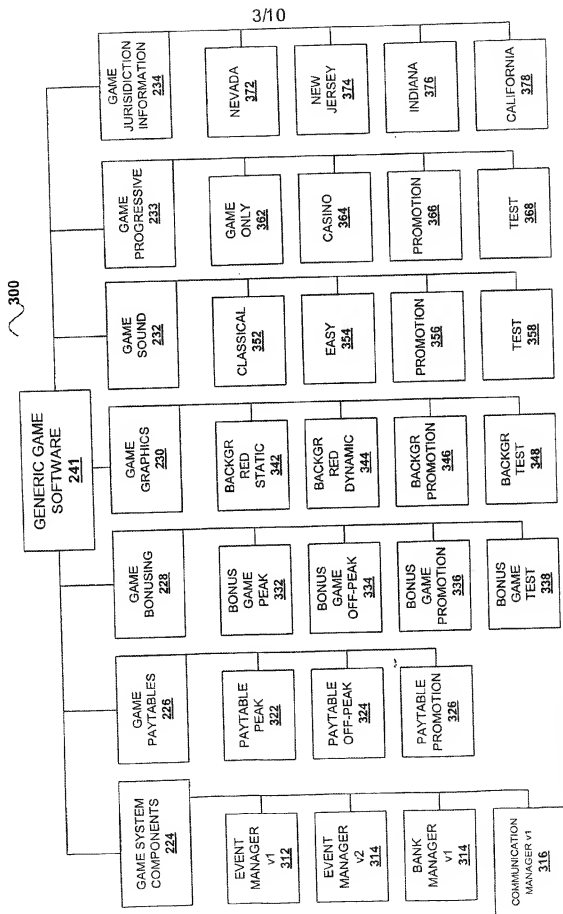 3/10
300
GENERIC GAME
SOFTWARE
241
GAME SYSTEM
COMPONENTS
224
EVENT
MANAGER
v1
312
EVENT
MANAGER
v2
314
BANK
MANAGER
v1
314
COMMUNICATION
MANAGER v1
316
GAME
PAYTABLES
226
PAYTABLE
PEAK
322
PAYTABLE
OFF-PEAK
324
PAYTABLE
PROMOTION
326
GAME
BONUSING
228
BONUS
GAME
PEAK
332
BONUS
GAME
OFF-PEAK
334
BONUS
GAME
PROMOTION
336
BONUS
GAME TEST
338
GAME
GRAPHICS
230
BACKGR
RED
STATIC
342
BACKGR
RED
DYNAMIC
344
BACKGR
PROMOTION
346
BACKGR
TEST
348
GAME
SOUND
232
CLASSICAL
352
EASY
354
PROMOTION
356
TEST
358
GAME
PROGRESSIVE
233
GAME
ONLY
362
CASINO
364
PROMOTION
366
TEST
368
GAME
JURISIDICTION
INFORMATION
234
NEVADA
372
NEW
JERSEY
374
INDIANA
376
CALIFORNIA
378